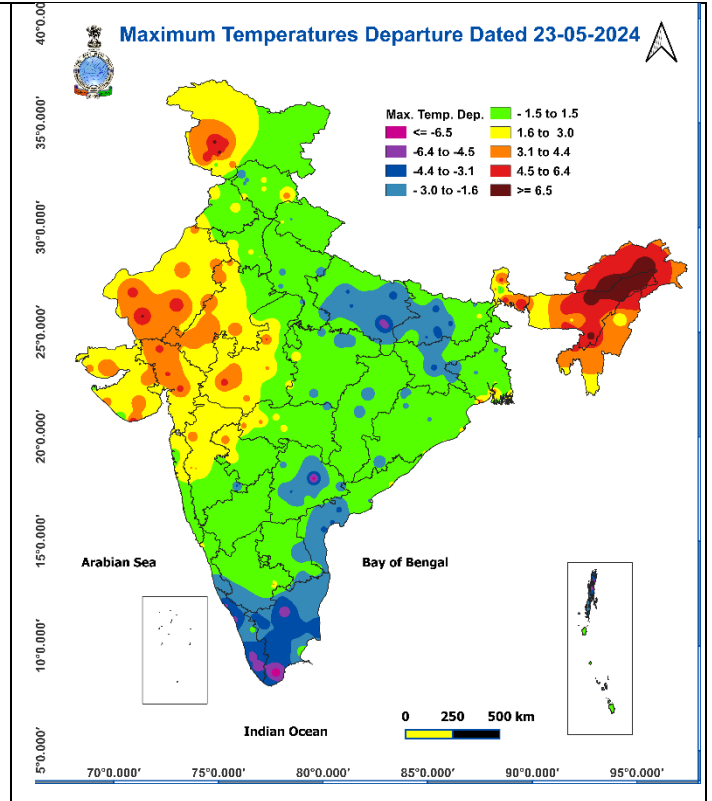 Maximum Temperatures Departure Dated 23-05-2024
Max. Temp. Dep.
<= -6.5
-6.4 to -4.5
-4.4 to -3.1
- 3.0 to -1.6
- 1.5 to 1.5
1.6 to 3.0
3.1 to 4.4
4.5 to 6.4
>= 6.5
40°0.000'
35°0.000'
30°0.000'
25°0.000'
20°0.000'
15°0.000'
10°0.000'
5°0.000'
Arabian Sea
Bay of Bengal
Indian Ocean
0 250 500 km
70°0.000' 75°0.000' 80°0.000' 85°0.000' 90°0.000' 95°0.000'